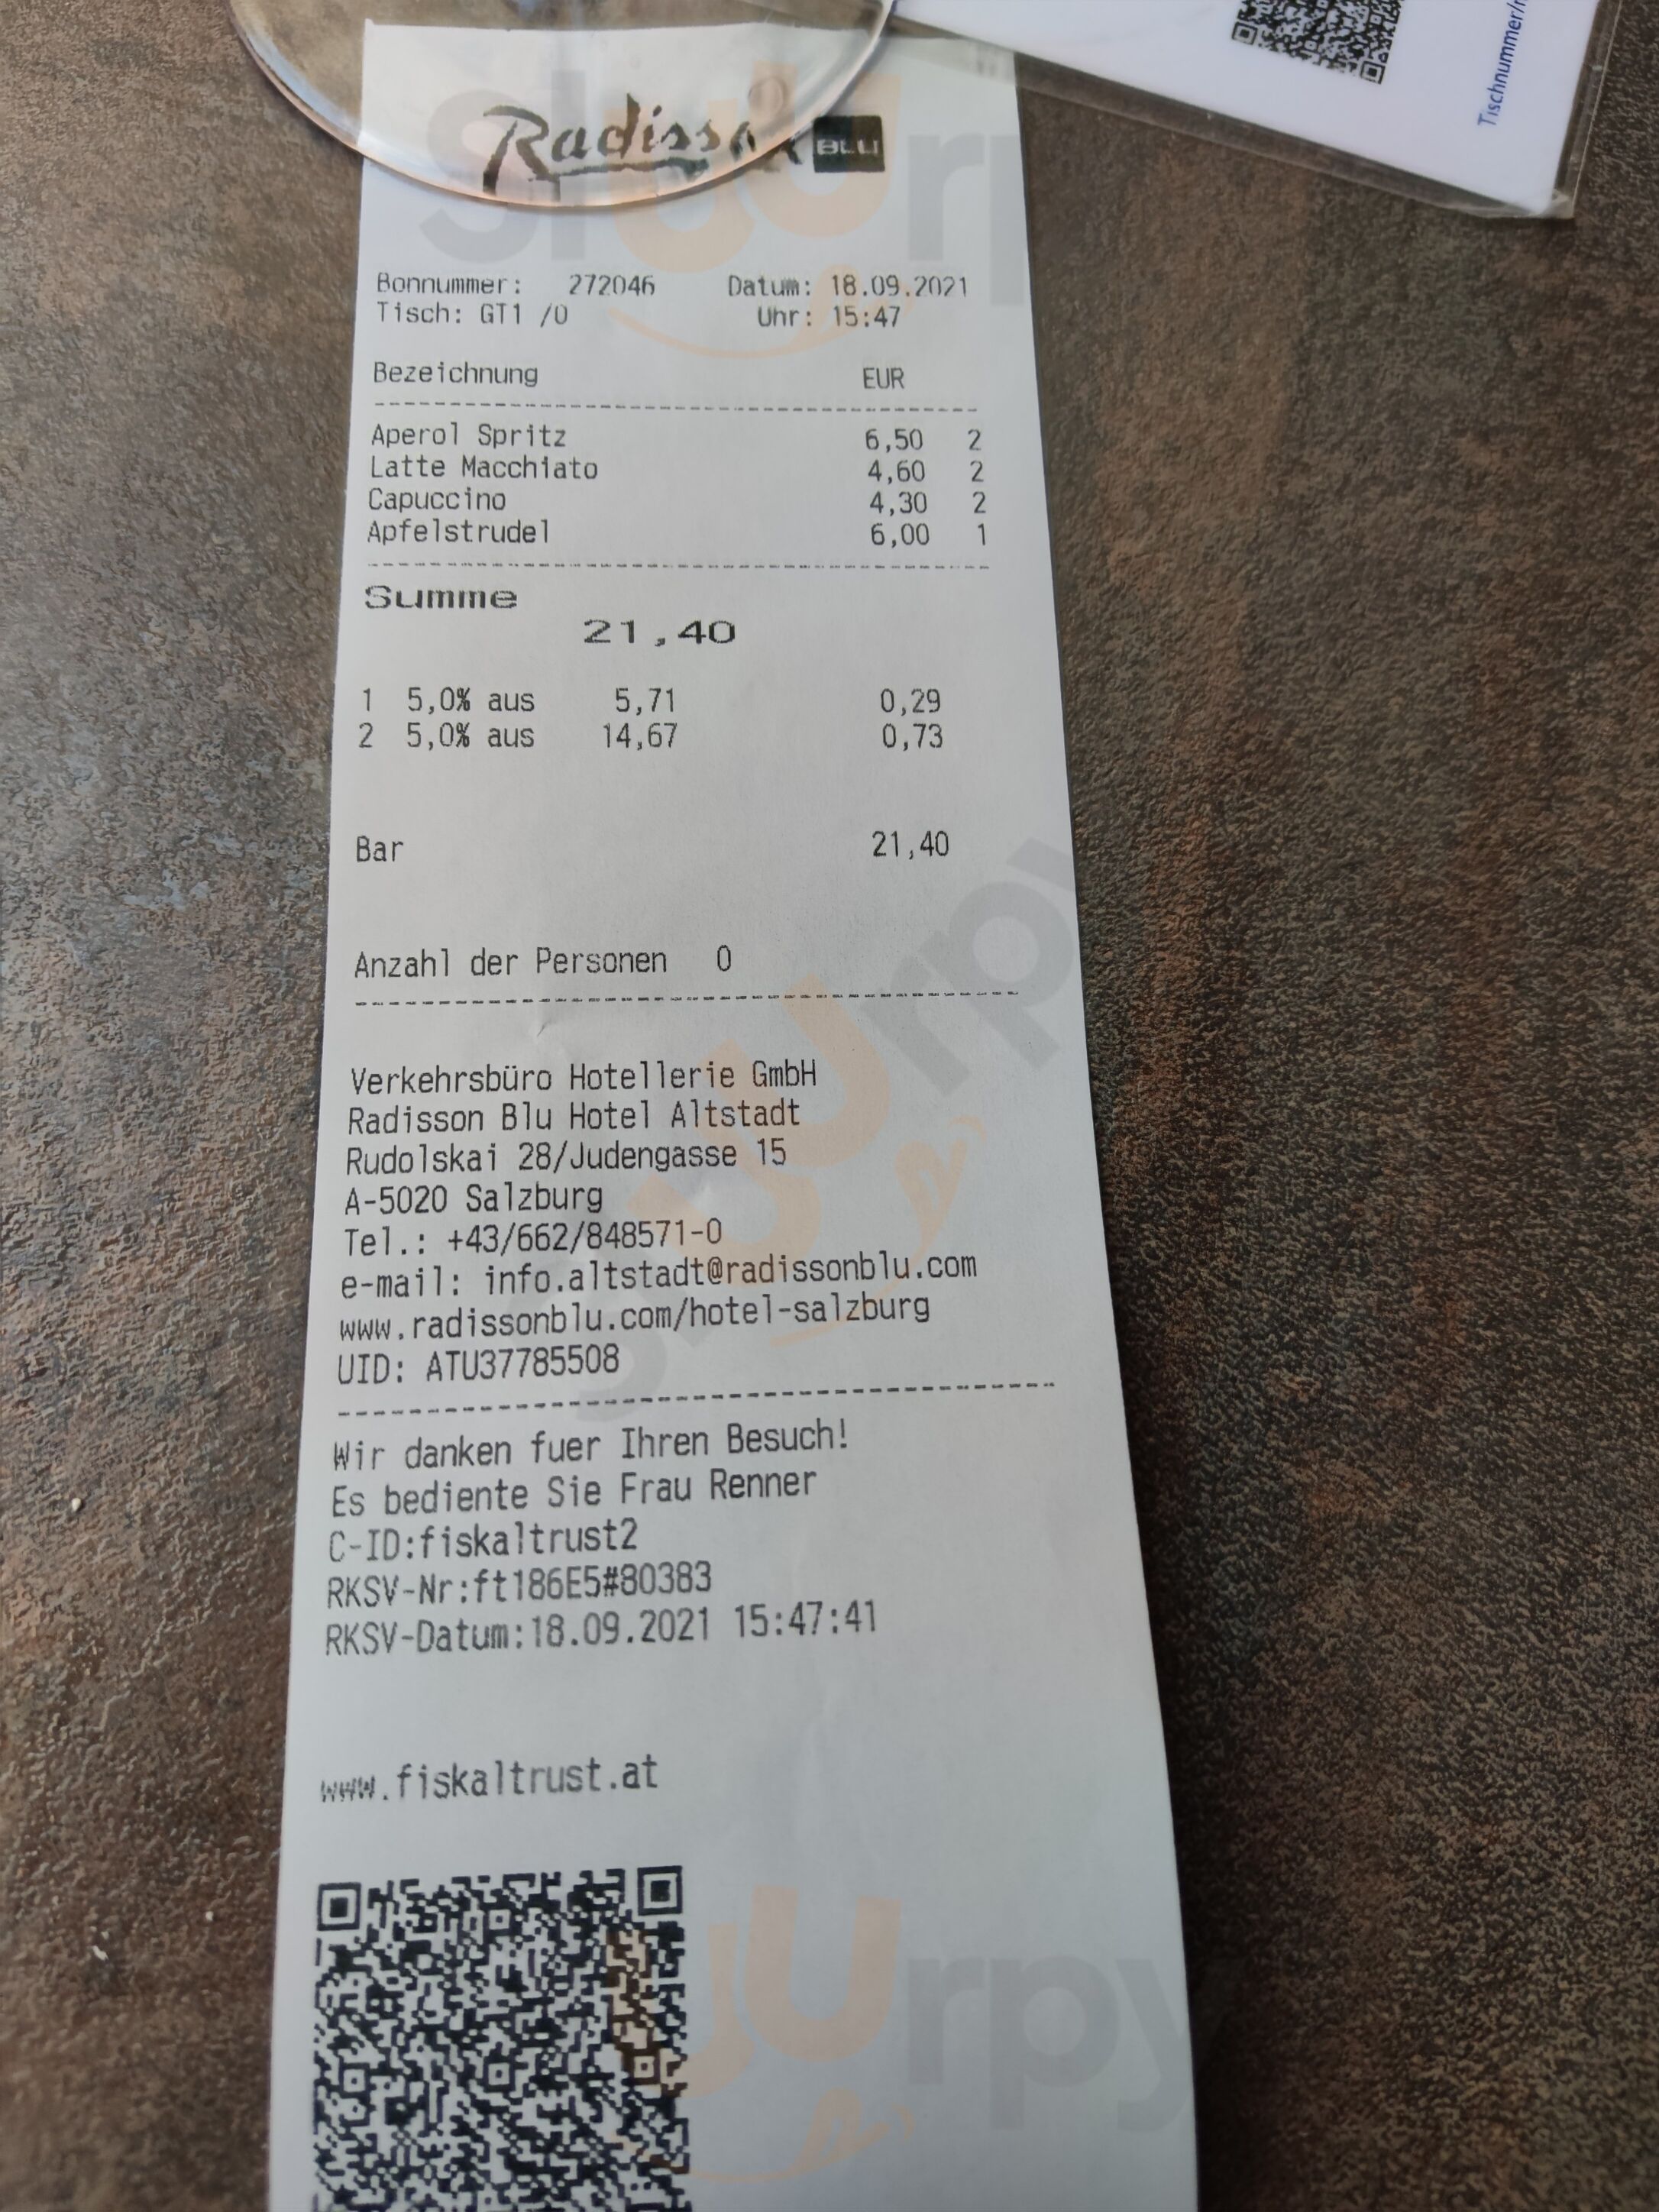 Tischnummer/r
Radisson BLU
Bonnummer: 272046 Datum: 18.09.2021
Tisch: GT1 /0 Uhr: 15:47
Bezeichnung EUR
Aperol Spritz 6,50 2
Latte Macchiato 4,60 2
Capuccino 4,30 2
Apfelstrudel 6,00 1
Summe
21,40
1 5,0% aus 5,71 0,29
2 5,0% aus 14,67 0,73
Bar 21,40
Anzahl der Personen 0
Verkehrsbüro Hotellerie GmbH
Radisson Blu Hotel Altstadt
Rudolskai 28/Judengasse 15
A-5020 Salzburg
Tel.: +43/662/848571-0
e-mail: info.altstadt@radissonblu.com
www.radissonblu.com/hotel-salzburg
UID: ATU37785508
Wir danken fuer Ihren Besuch!
Es bediente Sie Frau Renner
C-ID:fiskaltrust2
RKSV-Nr:ft186E5#80383
RKSV-Datum:18.09.2021 15:47:41
www.fiskaltrust.at
Sluurpy
Sluurpy
Sluurpy